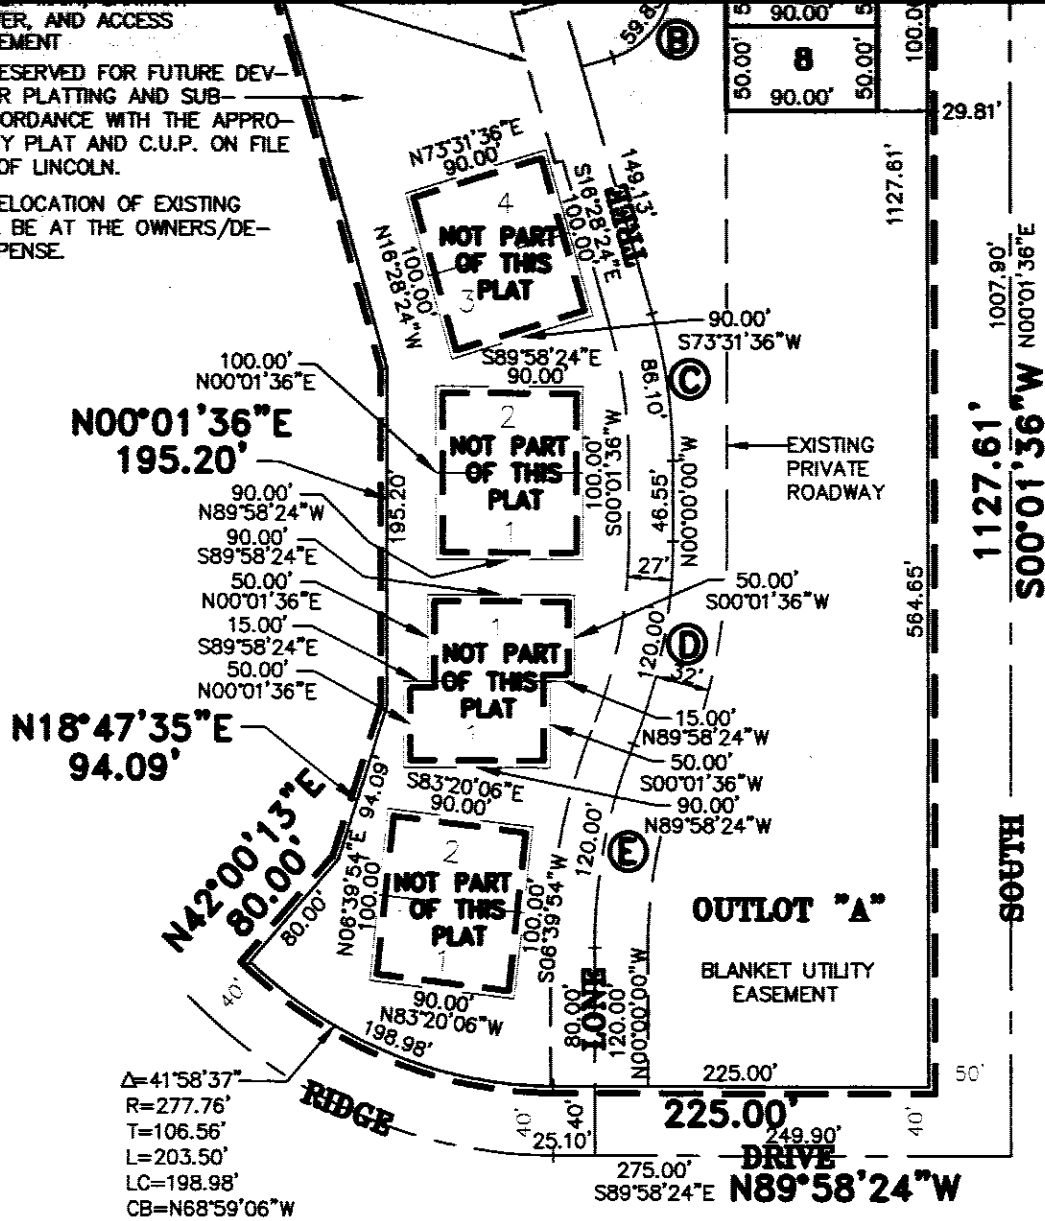 TER, AND ACCESS
EMENT
ESERVED FOR FUTURE DEV-
R PLATTING AND SUB-
ORDANCE WITH THE APPRO-
Y PLAT AND C.U.P. ON FILE
OF LINCOLN.
ELOCATION OF EXISTING
BE AT THE OWNERS/DE-
PENSE.
59.8
B
50.00'
90.00'
8
50.00'
90.00'
29.81'
1127.61'
1007.90'
N00°01'36"E
1127.61'
S00°01'36"W
N73°31'36"E
90.00'
4
NOT PART
OF THIS
PLAT
3
N16°28'24"W
100.00'
S16°28'24"E
100.00'
149.13'
90.00'
S73°31'36"W
86.10'
C
100.00'
N00°01'36"E
S89°58'24"E
90.00'
2
NOT PART
OF THIS
PLAT
1
100.00'
S00°01'36"W
46.55'
N00°00'00"W
EXISTING
PRIVATE
ROADWAY
N00°01'36"E
195.20'
195.20'
90.00'
N89°58'24"W
90.00'
S89°58'24"E
50.00'
N00°01'36"E
15.00'
S89°58'24"E
50.00'
N00°01'36"E
27'
50.00'
S00°01'36"W
564.65'
1
NOT PART
OF THIS
PLAT
1
120.00'
D
32'
15.00'
N89°58'24"W
50.00'
S00°01'36"W
90.00'
N89°58'24"W
N18°47'35"E
94.09'
94.09'
S83°20'06"E
90.00'
2
NOT PART
OF THIS
PLAT
1
N06°39'54"E
100.00'
100.00'
S06°39'54"W
90.00'
N83°20'06"W
120.00'
E
N42°00'13"E
80.00'
80.00'
40'
198.98'
OUTLOT "A"
BLANKET UTILITY
EASEMENT
SOUTH
80.00'
LONE
120.00'
N00°00'00"W
Δ=41°58'37"
R=277.76'
T=106.56'
L=203.50'
LC=198.98'
CB=N68°59'06"W
RIDGE
225.00'
50'
225.00'
40'
40'
40'
25.10'
249.90'
DRIVE
275.00'
S89°58'24"E
N89°58'24"W